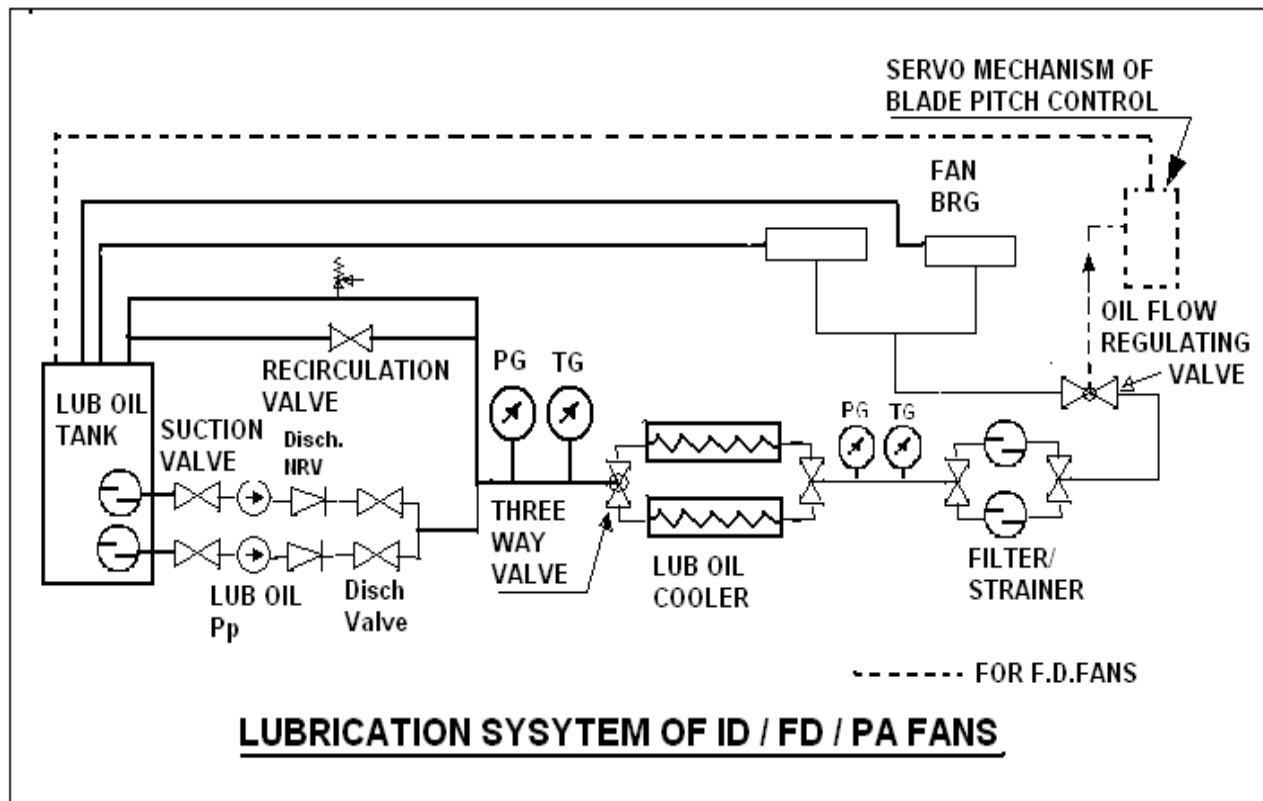 SERVO MECHANISM OF
BLADE PITCH CONTROL
FAN
BRG
OIL FLOW
REGULATING
VALVE
RECIRCULATION
VALVE
PG
TG
LUB OIL
TANK
SUCTION
VALVE
Disch.
NRV
PG
TG
THREE
WAY
VALVE
LUB OIL
COOLER
FILTER/
STRAINER
LUB OIL
Pp
Disch
Valve
FOR F.D.FANS
LUBRICATION SYSYTEM OF ID / FD / PA FANS